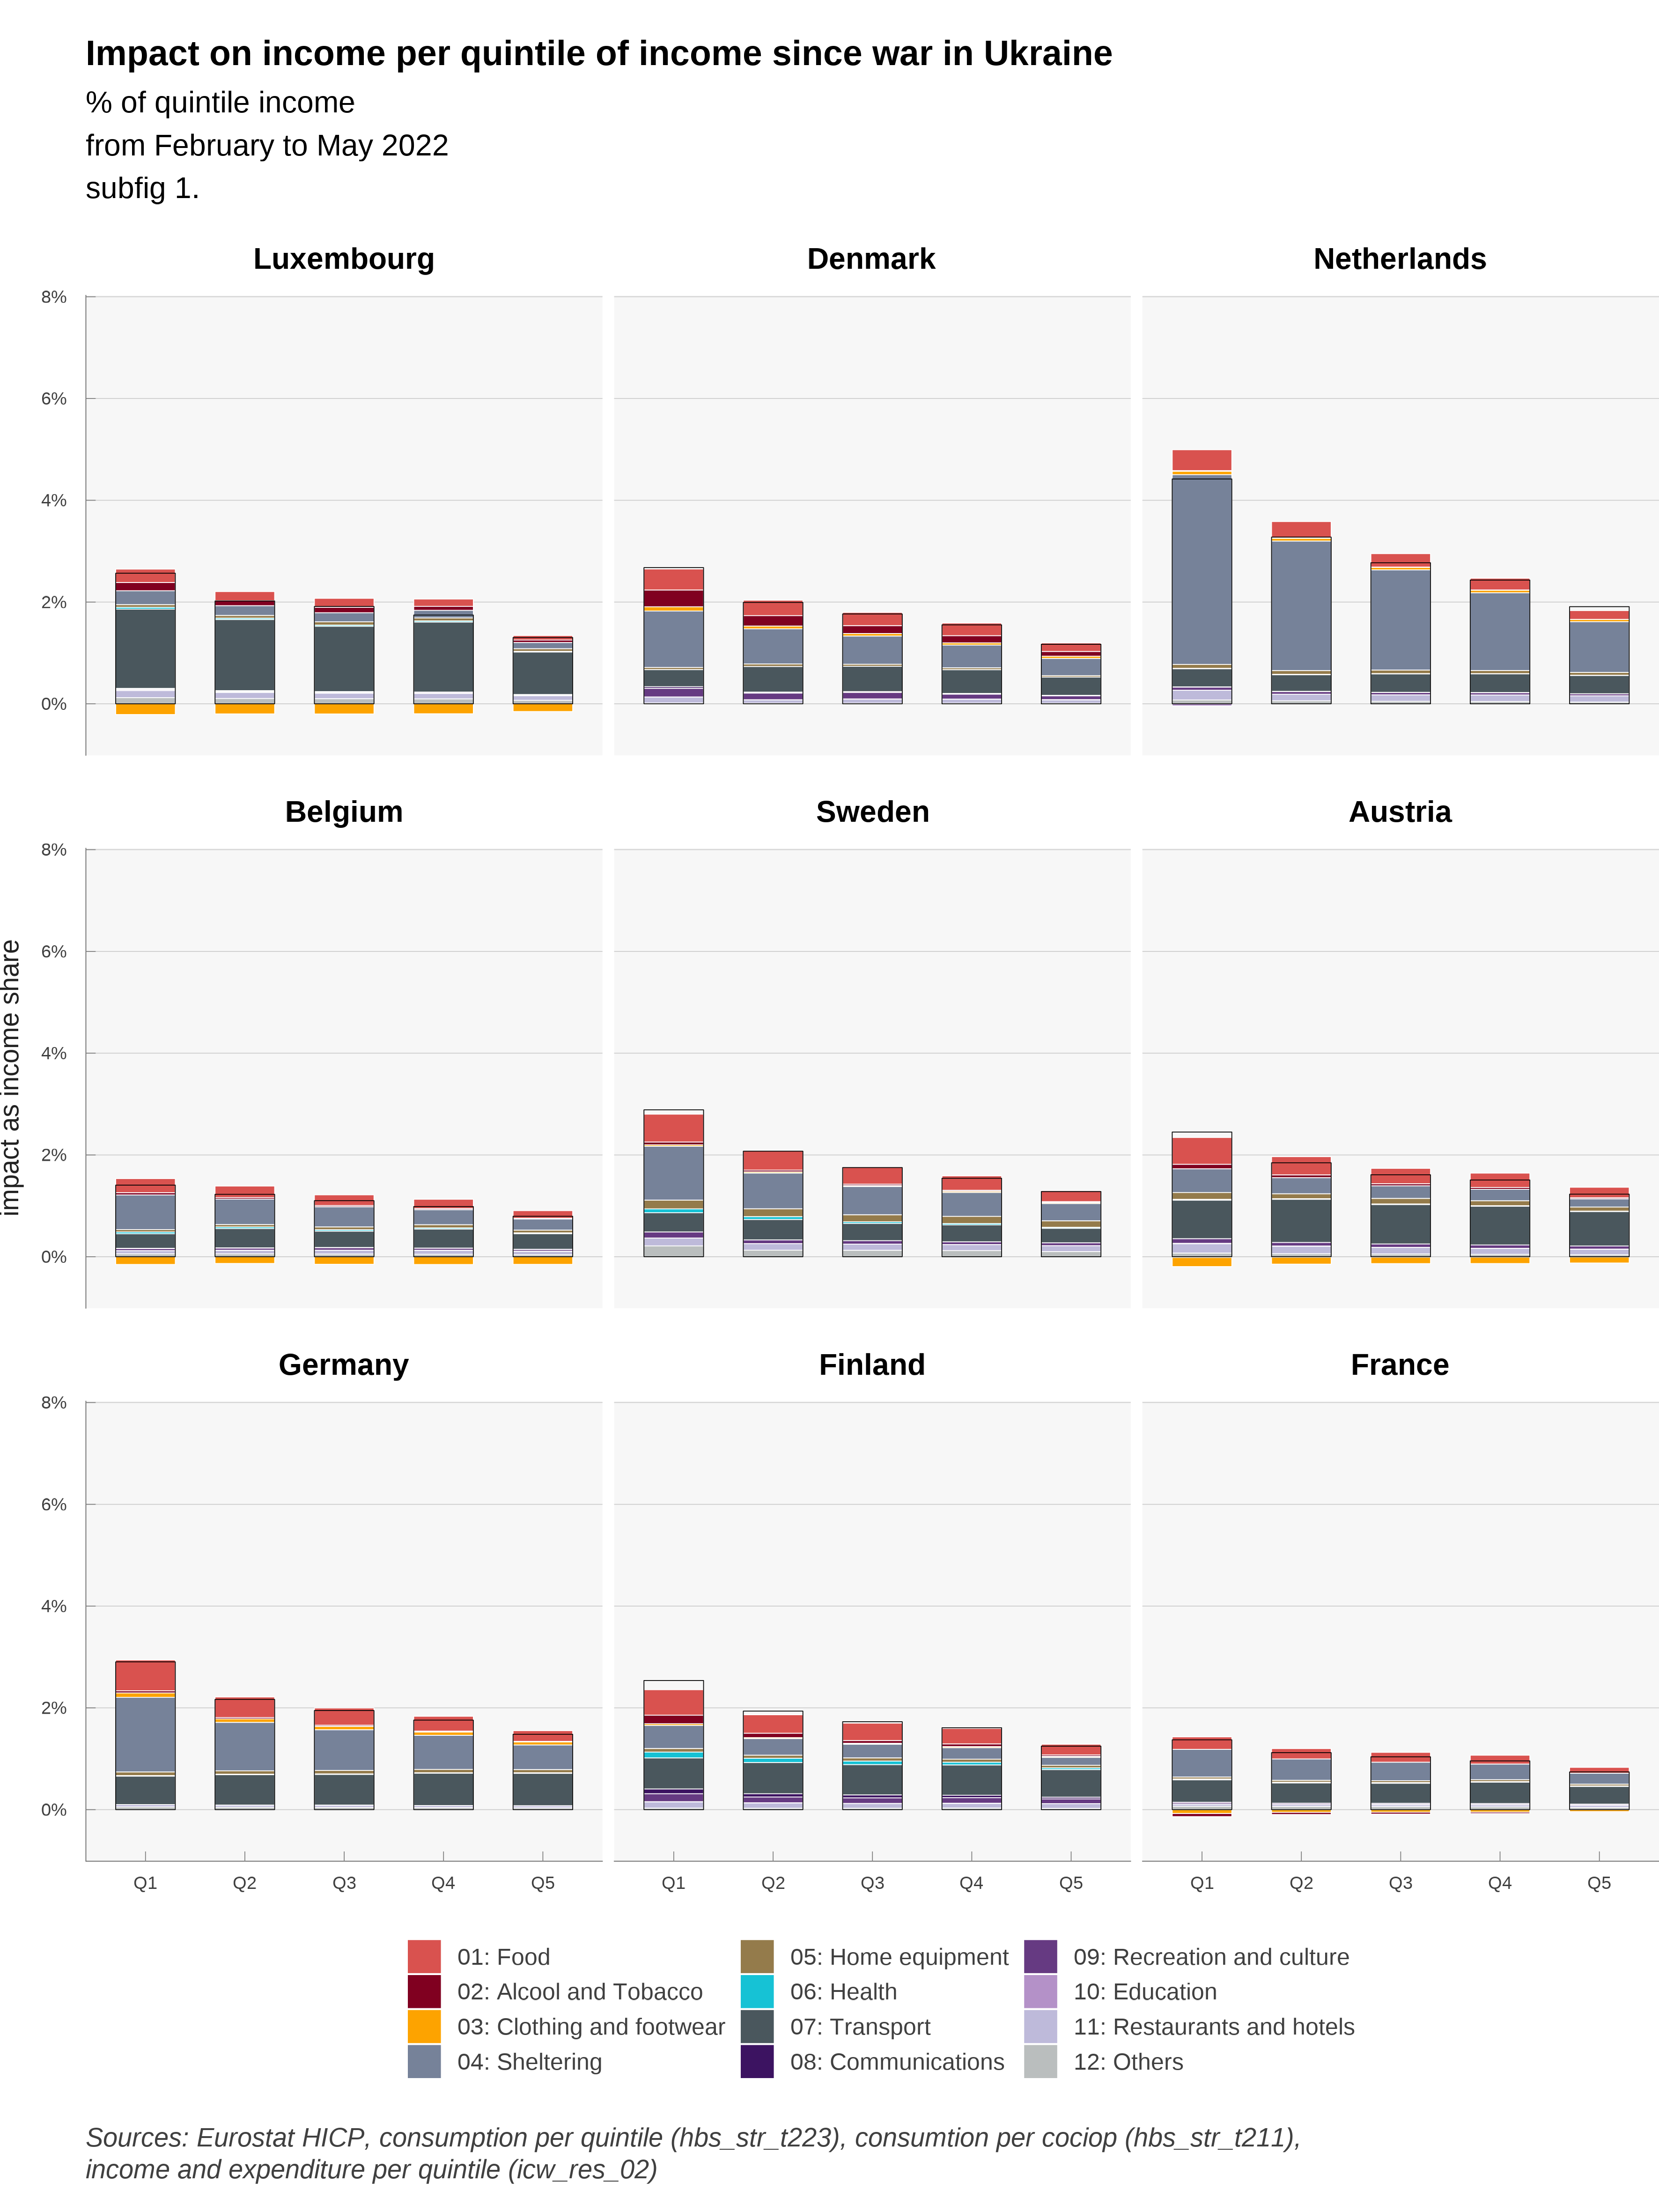 Impact on income per quintile of income since war in Ukraine
% of quintile income
from February to May 2022
subfig 1.
Luxembourg
Denmark
Netherlands
8%
6%
4%
2%
0%
Belgium
Sweden
Austria
8%
6%
4%
2%
0%
impact as income share
Germany
Finland
France
8%
6%
4%
2%
0%
Q1 Q2 Q3 Q4 Q5
Q1 Q2 Q3 Q4 Q5
Q1 Q2 Q3 Q4 Q5
01: Food
02: Alcool and Tobacco
03: Clothing and footwear
04: Sheltering
05: Home equipment
06: Health
07: Transport
08: Communications
09: Recreation and culture
10: Education
11: Restaurants and hotels
12: Others
Sources: Eurostat HICP, consumption per quintile (hbs_str_t223), consumtion per cociop (hbs_str_t211),
income and expenditure per quintile (icw_res_02)